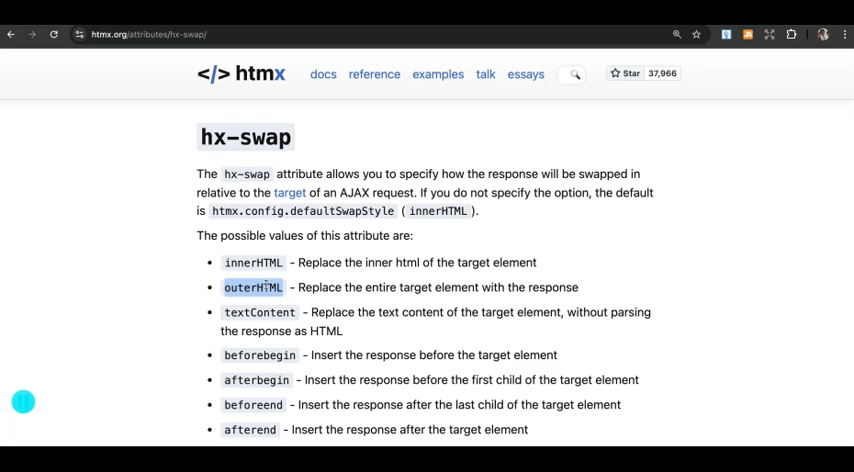 htmx.org/attributes/hx-swap/
</> htmx docs reference examples talk essays Star 37,966
hx-swap
The hx-swap attribute allows you to specify how the response will be swapped in
relative to the target of an AJAX request. If you do not specify the option, the default
is htmx.config.defaultSwapStyle ( innerHTML ).
The possible values of this attribute are:
• innerHTML - Replace the inner html of the target element
• outerHTML - Replace the entire target element with the response
• textContent - Replace the text content of the target element, without parsing
the response as HTML
• beforebegin - Insert the response before the target element
• afterbegin - Insert the response before the first child of the target element
• beforeend - Insert the response after the last child of the target element
• afterend - Insert the response after the target element